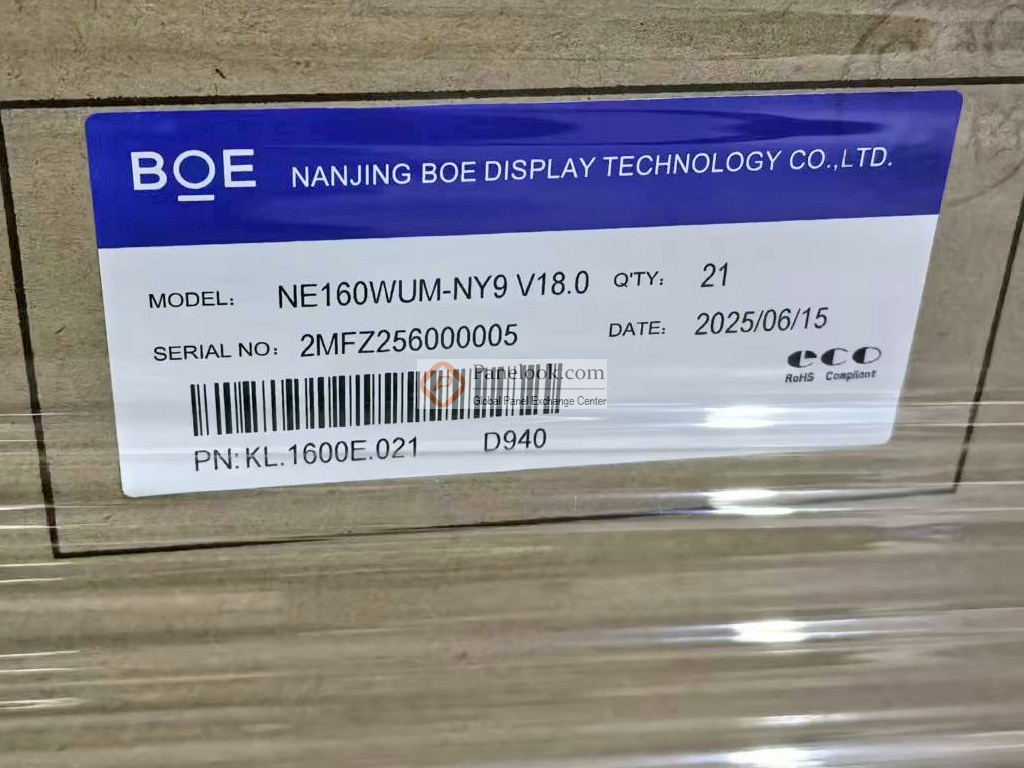 BOE NANJING BOE DISPLAY TECHNOLOGY CO.,LTD.
MODEL: NE160WUM-NY9 V18.0 Q'TY: 21
SERIAL NO: 2MFZ256000005 DATE: 2025/06/15
eco
RoHS Compliant
Panelook.com
Global Panel Exchange Center
PN:KL.1600E.021 D940